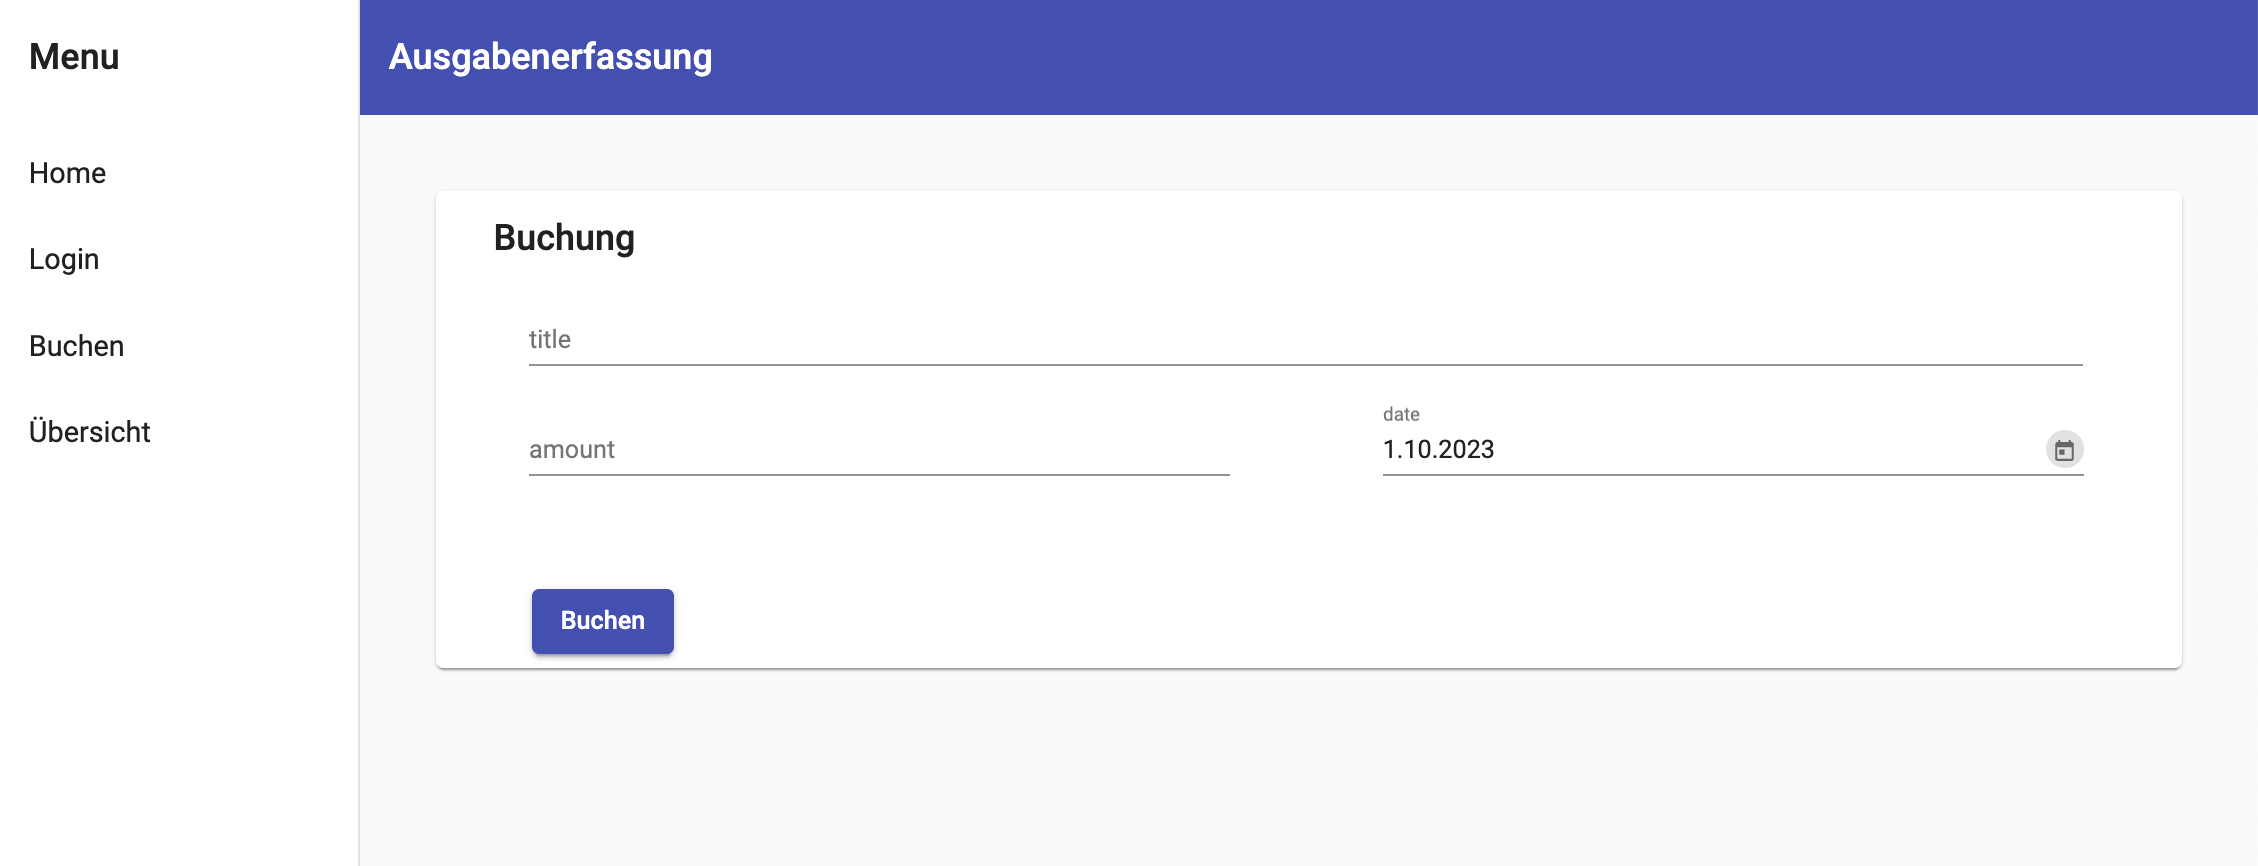 Menu
Ausgabenerfassung
Home
Login
Buchen
Übersicht
Buchung
title
amount
date
1.10.2023
Buchen